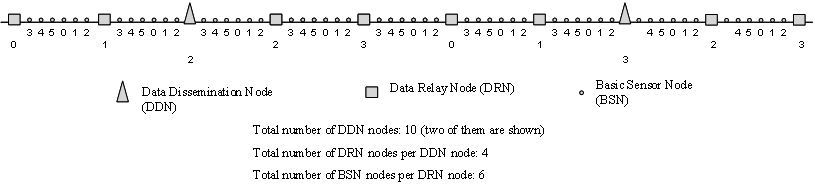 3 4 5 0 1 2 3 4 5 0 1 2 3 4 5 0 1 2 3 4 5 0 1 2 3 4 5 0 1 2 3 4 5 0 1 2 3 4 5 0 1 2 4 5 0 1 2 4 5 0 1 2
0 1 2 3 0 1 2 3
2 3
Data Dissemination Node
(DDN)
Data Relay Node (DRN)
Basic Sensor Node
(BSN)
Total number of DDN nodes: 10 (two of them are shown)
Total number of DRN nodes per DDN node: 4
Total number of BSN nodes per DRN node: 6